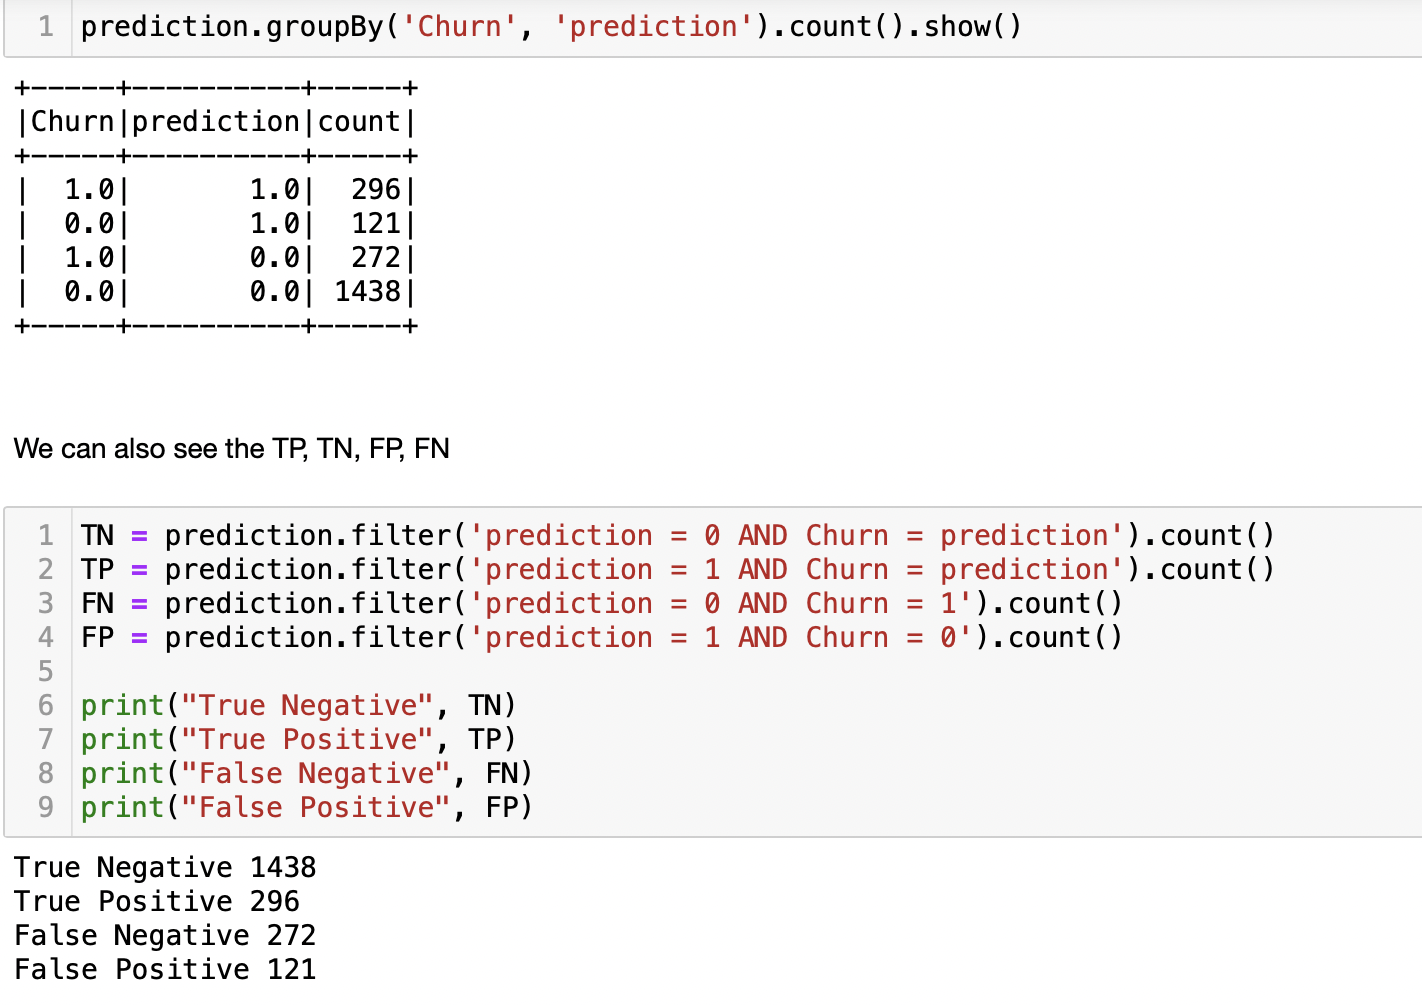 1 prediction.groupBy('Churn', 'prediction').count().show()
+-----+----------+-----+
|Churn|prediction|count|
+-----+----------+-----+
|  1.0|       1.0|  296|
|  0.0|       1.0|  121|
|  1.0|       0.0|  272|
|  0.0|       0.0| 1438|
+-----+----------+-----+
We can also see the TP, TN, FP, FN
1 TN = prediction.filter('prediction = 0 AND Churn = prediction').count()
2 TP = prediction.filter('prediction = 1 AND Churn = prediction').count()
3 FN = prediction.filter('prediction = 0 AND Churn = 1').count()
4 FP = prediction.filter('prediction = 1 AND Churn = 0').count()
5
6 print("True Negative", TN)
7 print("True Positive", TP)
8 print("False Negative", FN)
9 print("False Positive", FP)
True Negative 1438
True Positive 296
False Negative 272
False Positive 121